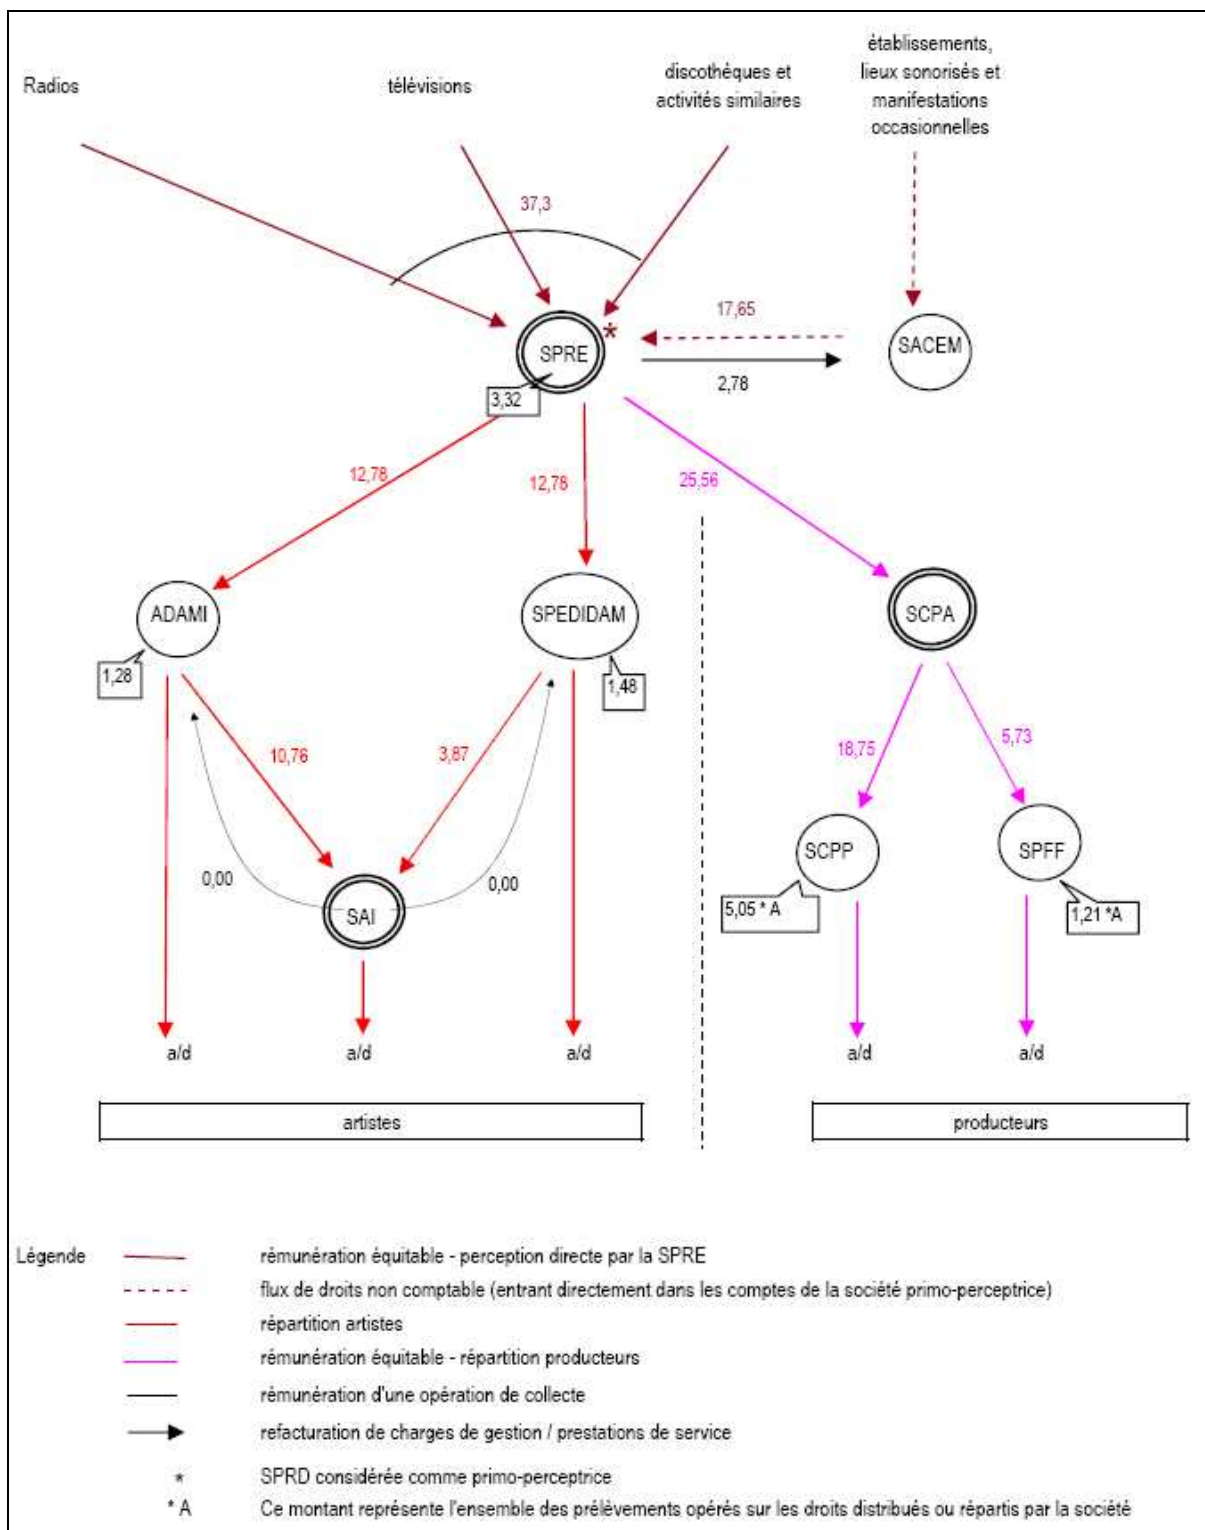 établissements,
lieux sonorisés et
manifestations
occasionnelles
discothéques et
activités similaires
Radios
télévisions
37,3
17,65
SPRE
*
SACEM
2,78
3,32
12,78
12,78
25,56
ADAMI
SPEDIDAM
SCPA
1,28
1,48
10,76
3,87
18,75
5,73
SCPP
SPFF
0,00
0,00
SAI
5,05 * A
1,21 *A
a/d
a/d
a/d
a/d
a/d
artistes
producteurs
Légende
rémunération équitable - perception directe par la SPRE
flux de droits non comptable (entrant directement dans les comptes de la société primo-perceptrice)
répartition artistes
rémunération équitable - répartition producteurs
rémunération d'une opération de collecte
refacturation de charges de gestion / prestations de service
* SPRD considérée comme primo-perceptrice
* A Ce montant représente l'ensemble des prélèvements opérés sur les droits distribués ou répartis par la société